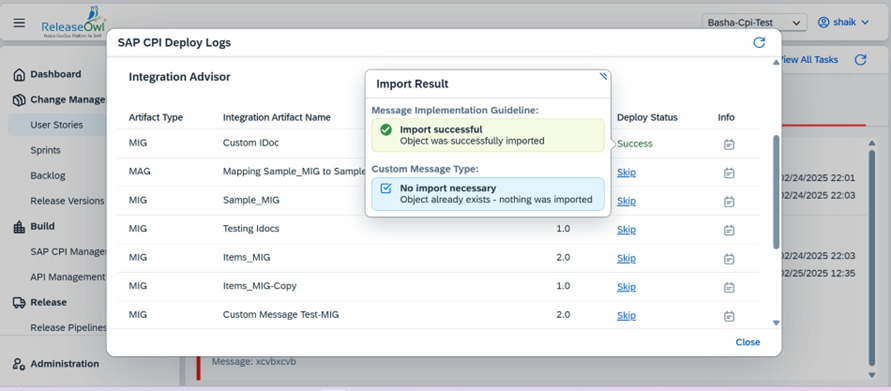 ReleaseOwl
Basha-Cpi-Test
shaik
SAP CPI Deploy Logs
View All Tasks
Dashboard
Change Manage
User Stories
Sprints
Backlog
Release Versions
Build
SAP CPI Manager
API Management
Release
Release Pipelines
Administration
Integration Advisor
Import Result
Message Implementation Guideline:
Import successful
Object was successfully imported
Custom Message Type:
No import necessary
Object already exists - nothing was imported
Artifact Type Integration Artifact Name Deploy Status Info
MIG Custom IDoc Success
MAG Mapping Sample_MIG to Sample Skip
MIG Sample_MIG Skip
MIG Testing Idocs 1.0 Skip
MIG Items_MIG 2.0 Skip
MIG Items_MIG-Copy 1.0 Skip
MIG Custom Message Test-MIG 2.0 Skip
02/24/2025 22:01
02/24/2025 22:03
02/24/2025 22:03
02/25/2025 12:35
Close
Message: xcvbxcvb